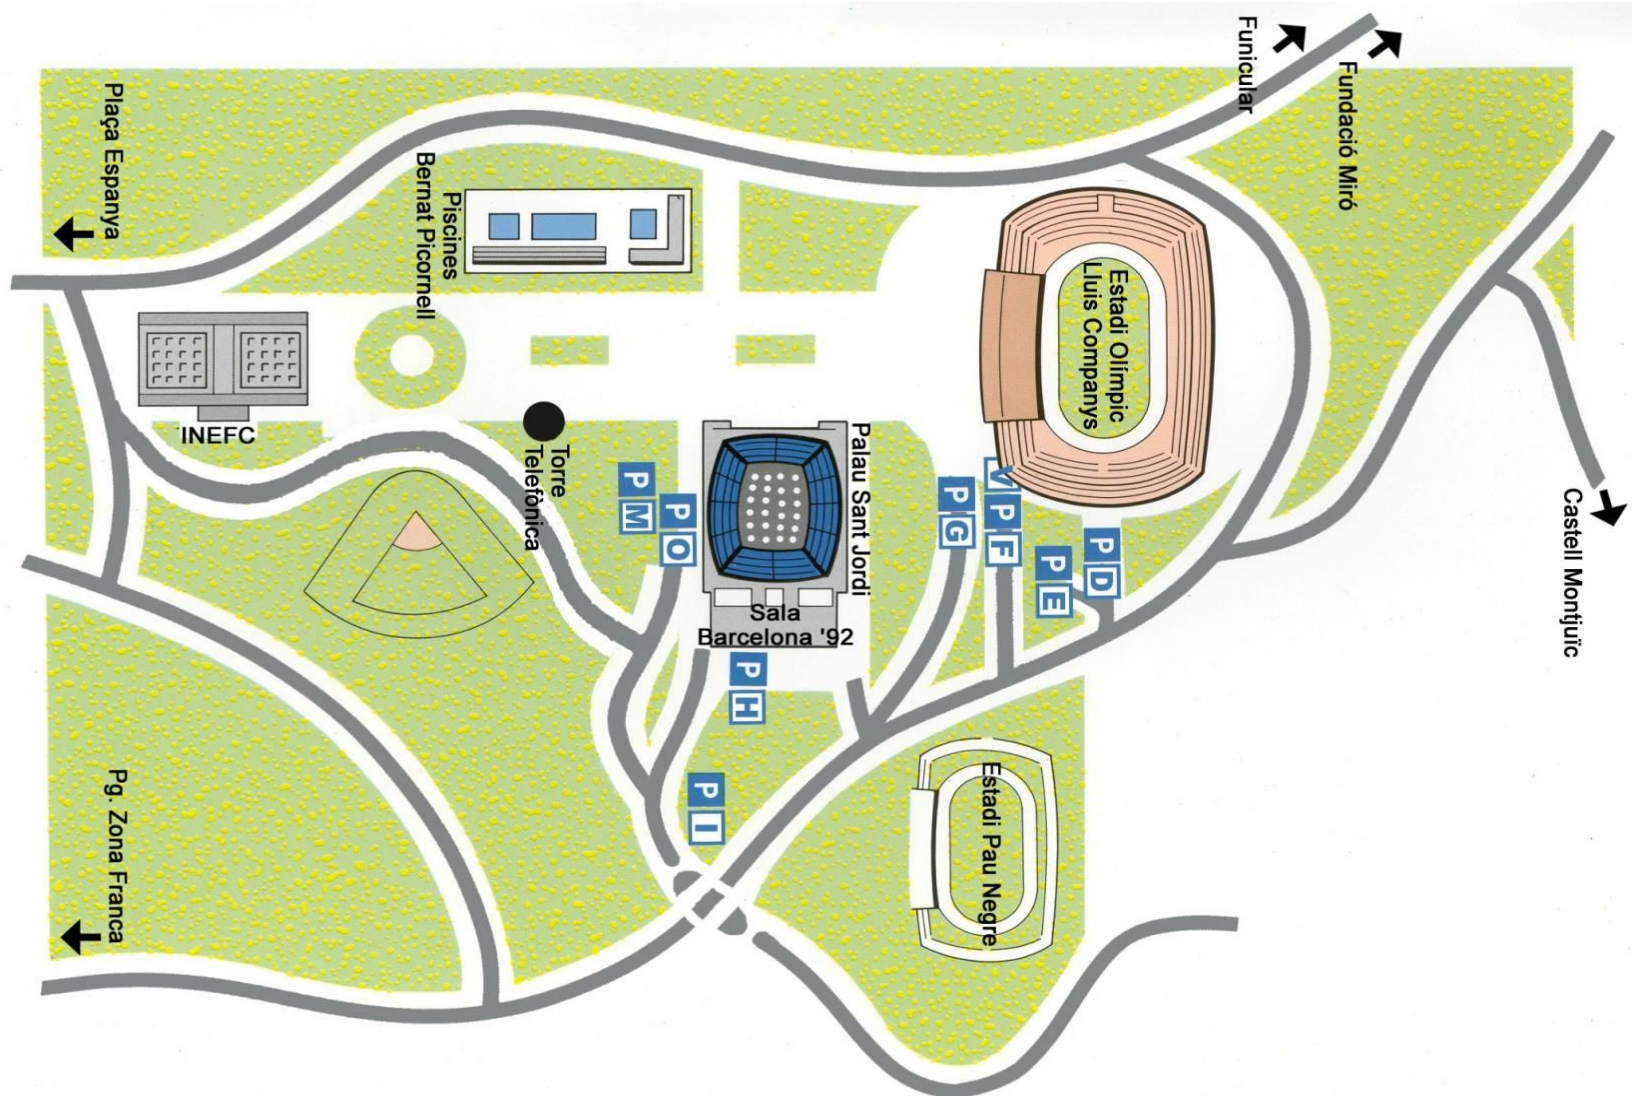 Funicular
Fundació Miró
Plaça Espanya
Piscines
Bernat Picornell
Estadi Olímpic
Lluis Companys
INEFC
Torre
Telefònica
Palau Sant Jordi
Sala
Barcelona '92
Castell Montjuïc
P M
P O
P G
V P F
P E
P D
P H
P I
Estadi Pau Negre
Pg. Zona Franca